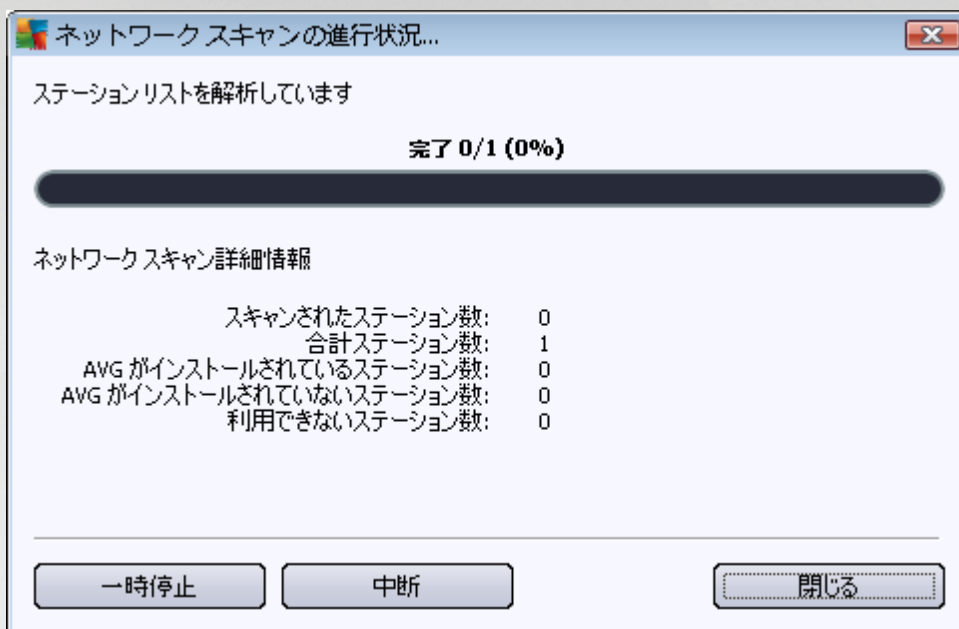 ネットワーク スキャンの進行状況...
ステーション リストを解析しています
完了 0/1 (0%)
ネットワーク スキャン詳細情報
スキャンされたステーション数: 0
合計ステーション数: 1
AVG がインストールされているステーション数: 0
AVG がインストールされていないステーション数: 0
利用できないステーション数: 0
一時停止 中断 閉じる